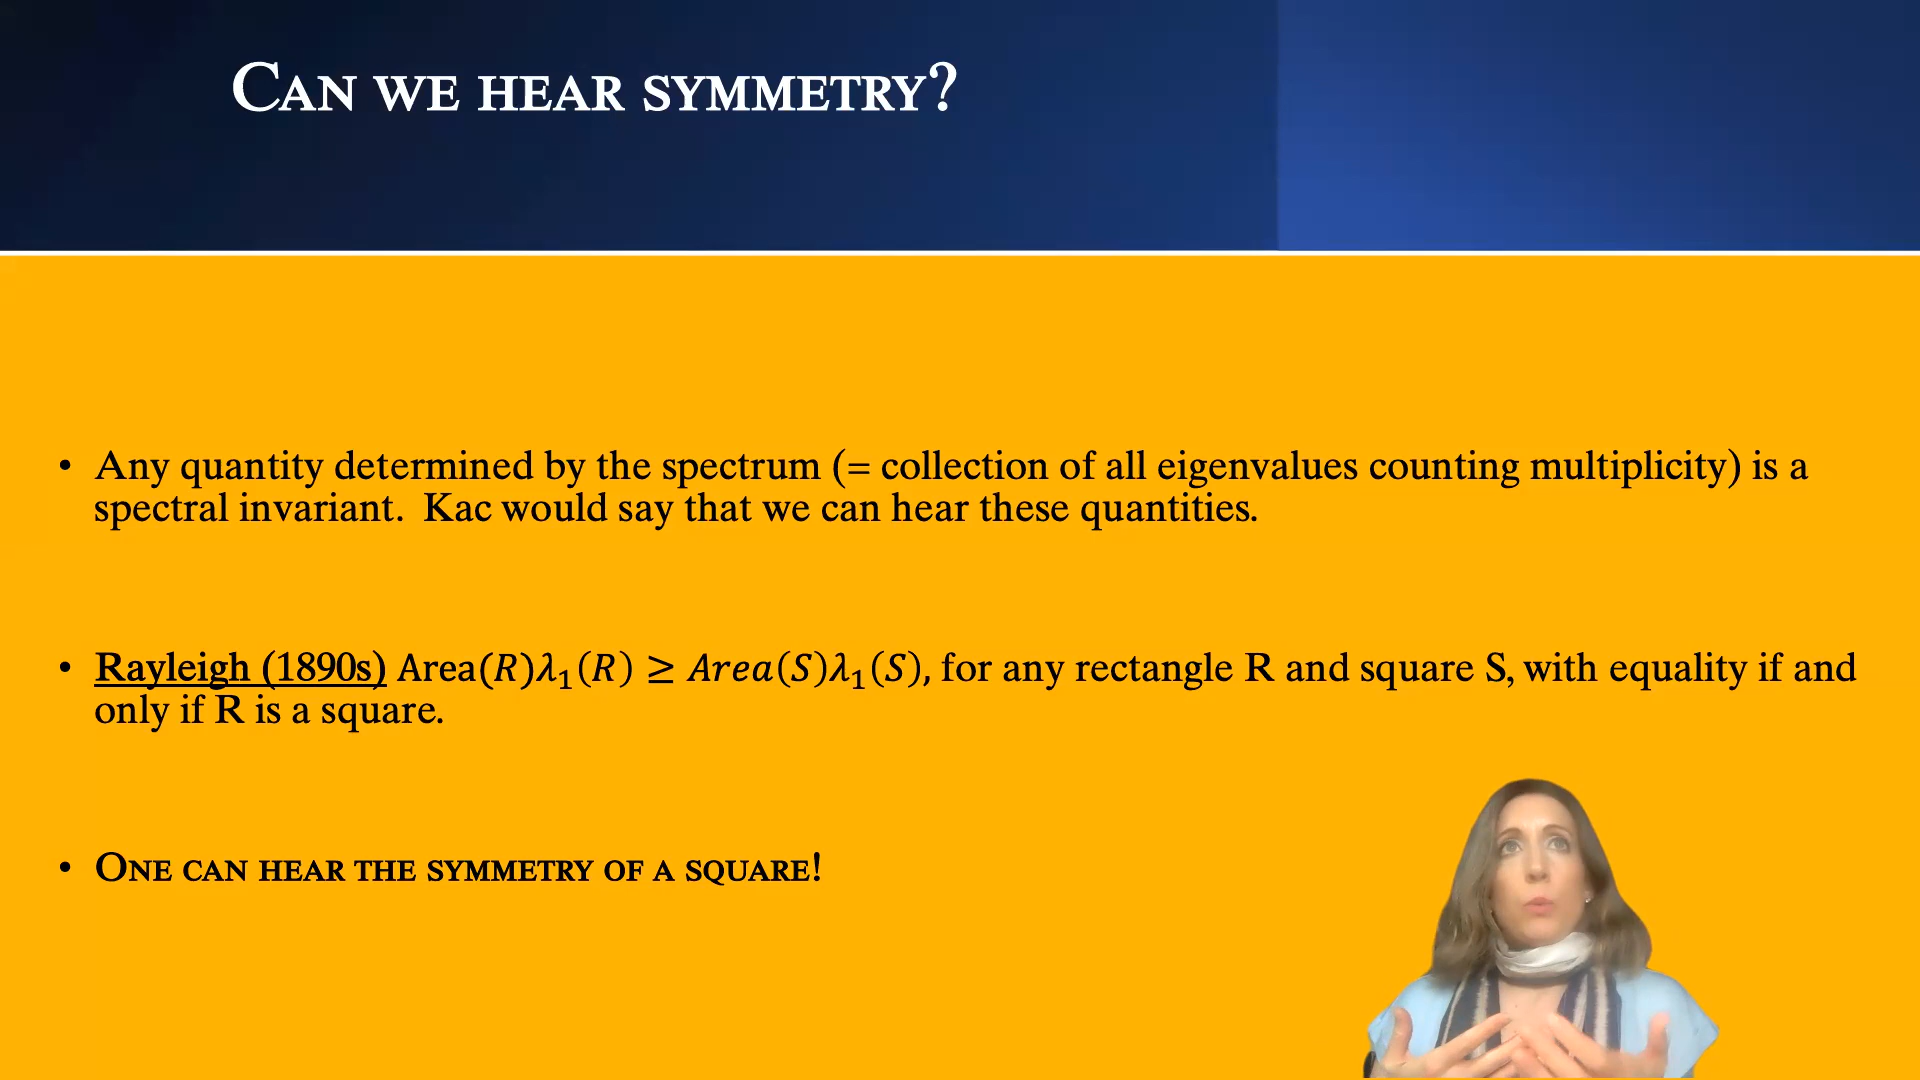 CAN WE HEAR SYMMETRY?
• Any quantity determined by the spectrum (= collection of all eigenvalues counting multiplicity) is a
spectral invariant. Kac would say that we can hear these quantities.
• Rayleigh (1890s) Area(R)λ₁(R) ≥ Area(S)λ₁(S), for any rectangle R and square S, with equality if and
only if R is a square.
• ONE CAN HEAR THE SYMMETRY OF A SQUARE!